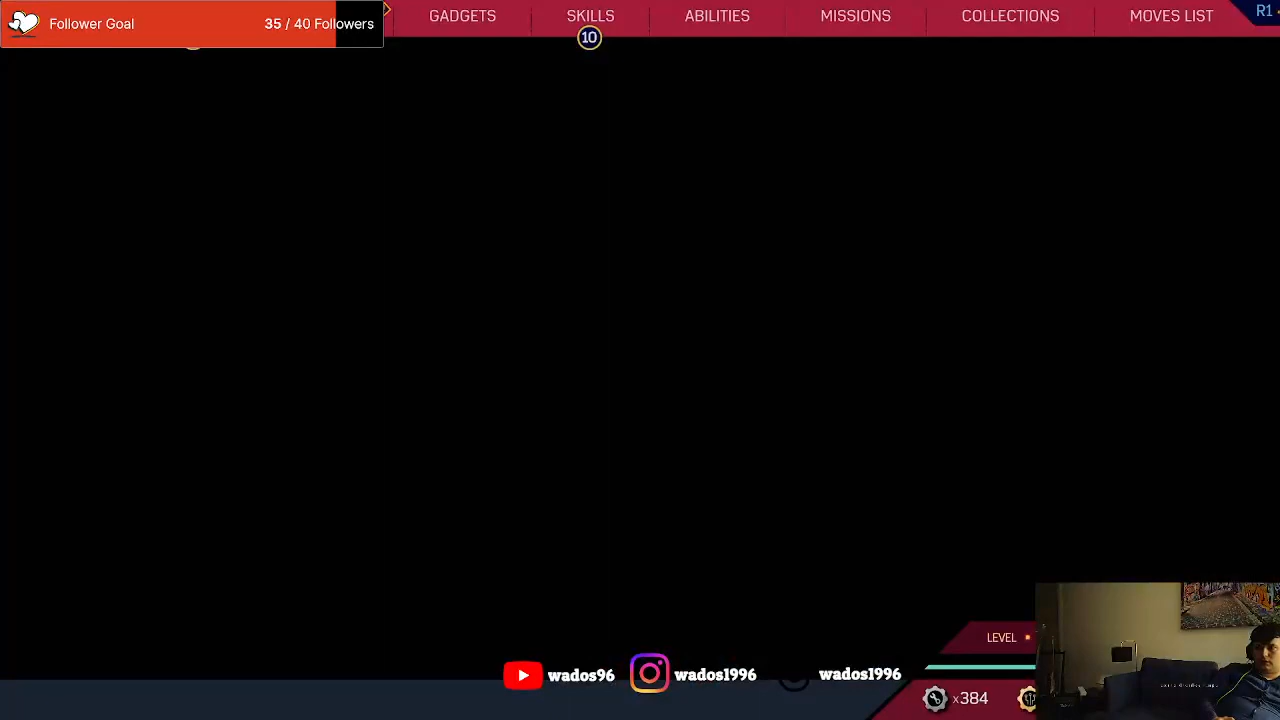 Follower Goal 35 / 40 Followers
GADGETS SKILLS ABILITIES MISSIONS COLLECTIONS MOVES LIST R1
10
LEVEL
wados96 wados1996 wados1996
x384